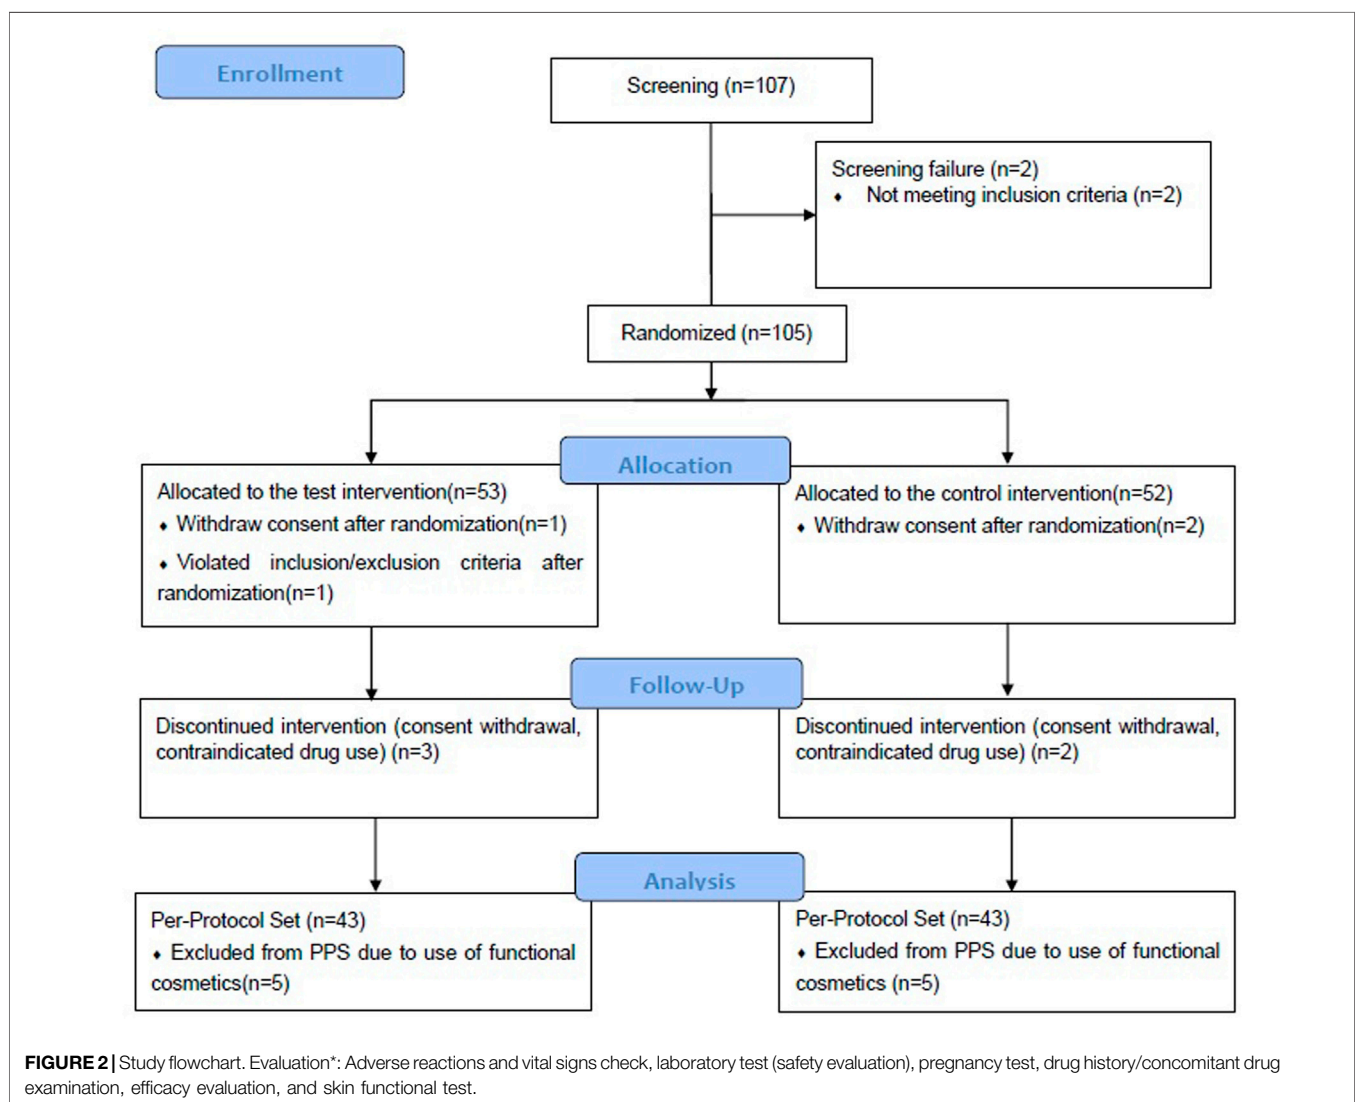 Enrollment
Screening (n=107)
Screening failure (n=2)
♦ Not meeting inclusion criteria (n=2)
Randomized (n=105)
Allocation
Allocated to the test intervention(n=53)
♦ Withdraw consent after randomization(n=1)
♦ Violated inclusion/exclusion criteria after
randomization(n=1)
Allocated to the control intervention(n=52)
♦ Withdraw consent after randomization(n=2)
Follow-Up
Discontinued intervention (consent withdrawal,
contraindicated drug use) (n=3)
Discontinued intervention (consent withdrawal,
contraindicated drug use) (n=2)
Analysis
Per-Protocol Set (n=43)
♦ Excluded from PPS due to use of functional
cosmetics(n=5)
Per-Protocol Set (n=43)
♦ Excluded from PPS due to use of functional
cosmetics (n=5)
FIGURE 2 | Study flowchart. Evaluation*: Adverse reactions and vital signs check, laboratory test (safety evaluation), pregnancy test, drug history/concomitant drug
examination, efficacy evaluation, and skin functional test.